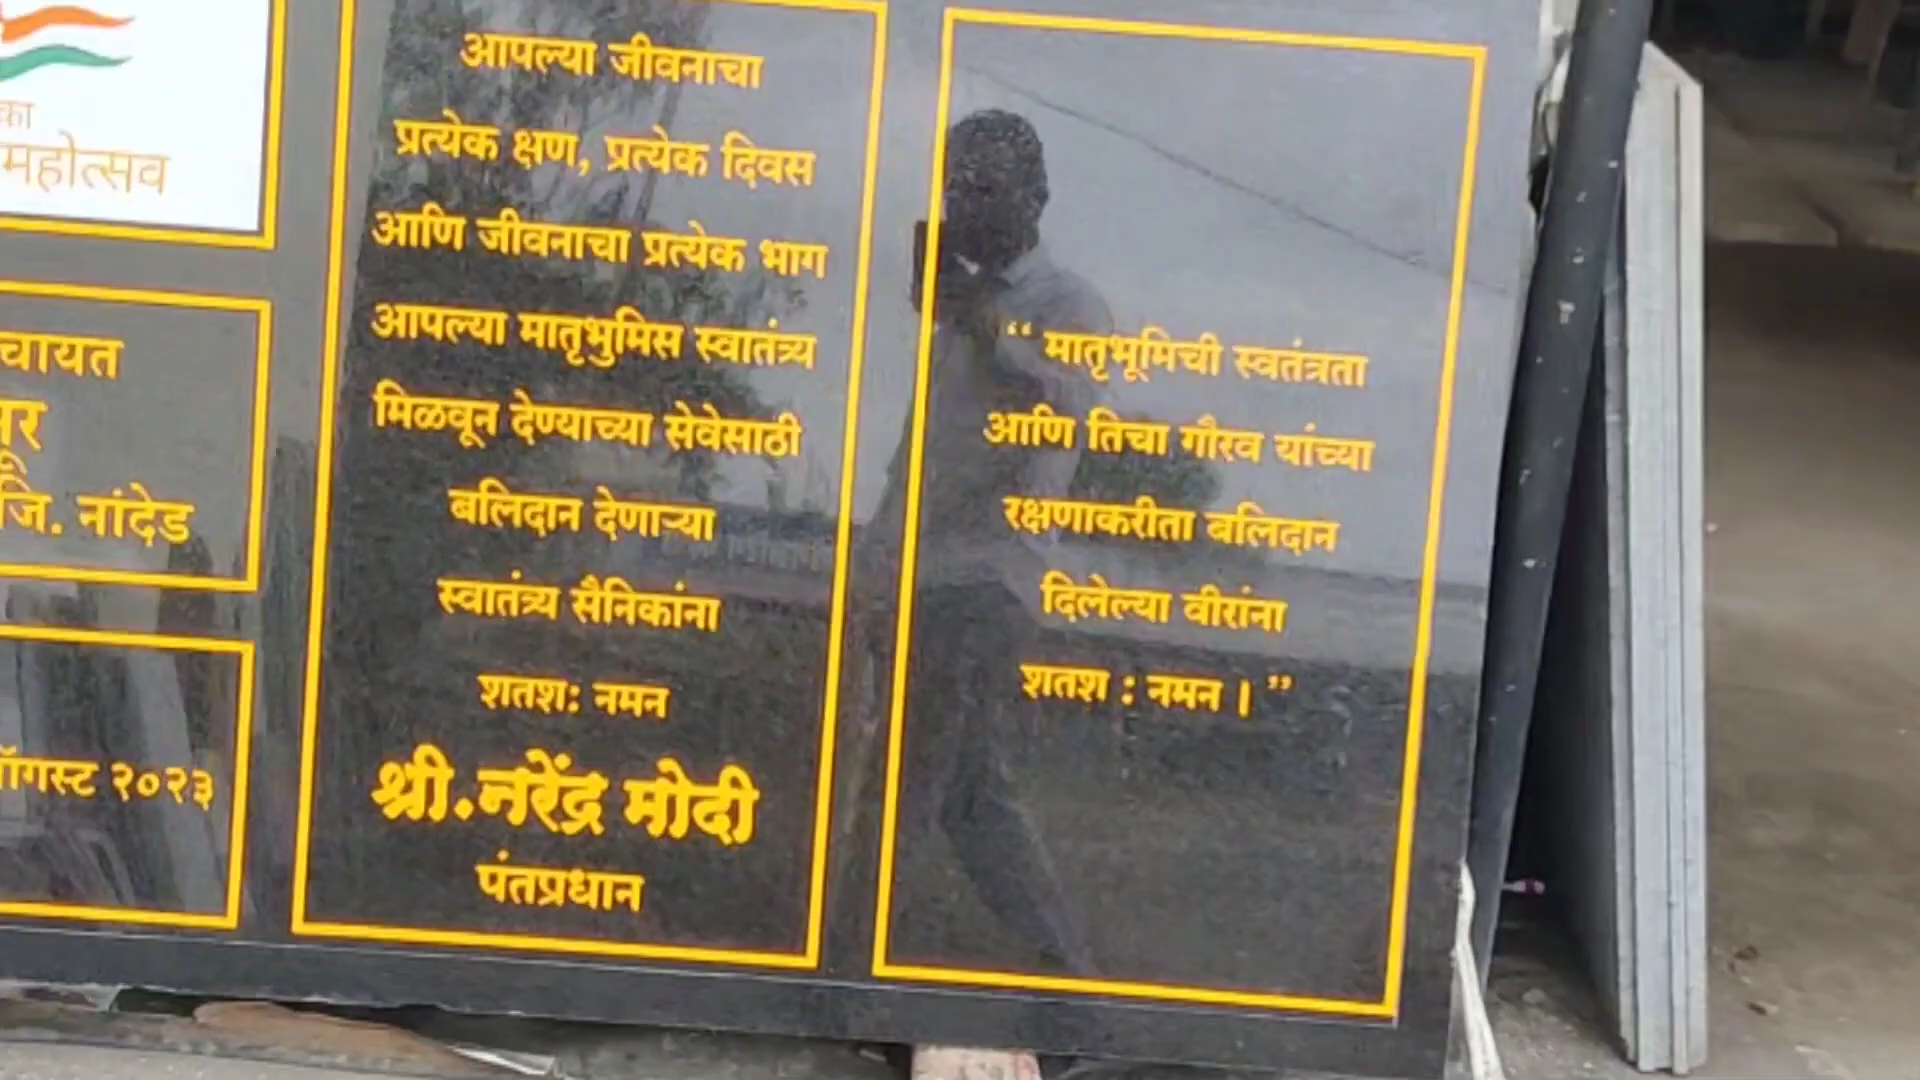 का
महोत्सव
चायत
पूर
जि. नांदेड
ऑगस्ट २०२३
आपल्या जीवनाचा
प्रत्येक क्षण, प्रत्येक दिवस
आणि जीवनाचा प्रत्येक भाग
आपल्या मातृभुमिस स्वातंत्र्य
मिळवून देण्याच्या सेवेसाठी
बलिदान देणाऱ्या
स्वातंत्र्य सैनिकांना
शतश: नमन
श्री.नरेंद्र मोदी
पंतप्रधान
“ मातृभूमिची स्वतंत्रता
आणि तिचा गौरव यांच्या
रक्षणाकरीता बलिदान
दिलेल्या वीरांना
शतश : नमन । ”